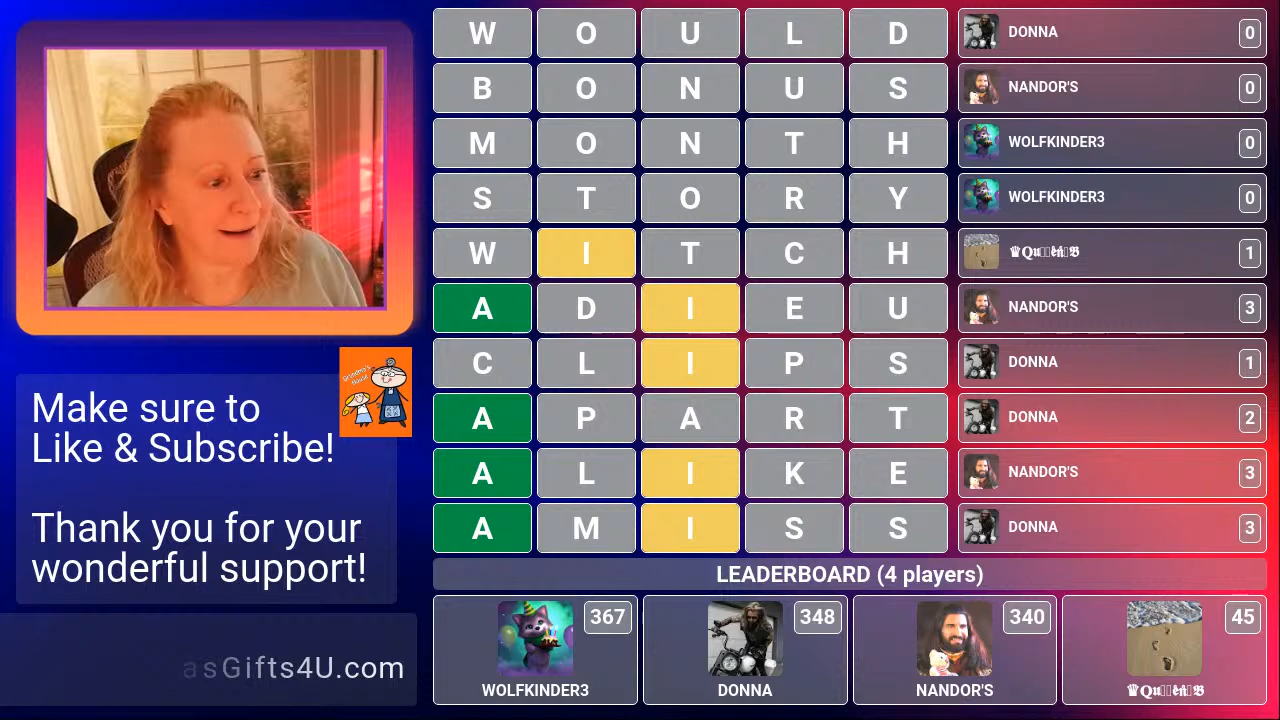 W O U L D DONNA 0
B O N U S NANDOR'S 0
M O N T H WOLFKINDER3 0
S T O R Y WOLFKINDER3 0
W I T C H 1
A D I E U NANDOR'S 3
C L I P S DONNA 1
A P A R T DONNA 2
A L I K E NANDOR'S 3
A M I S S DONNA 3
Grandma's
House
Make sure to
Like & Subscribe!
Thank you for your
wonderful support!
asGifts4U.com
LEADERBOARD (4 players)
367 348 340 45
WOLFKINDER3 DONNA NANDOR'S